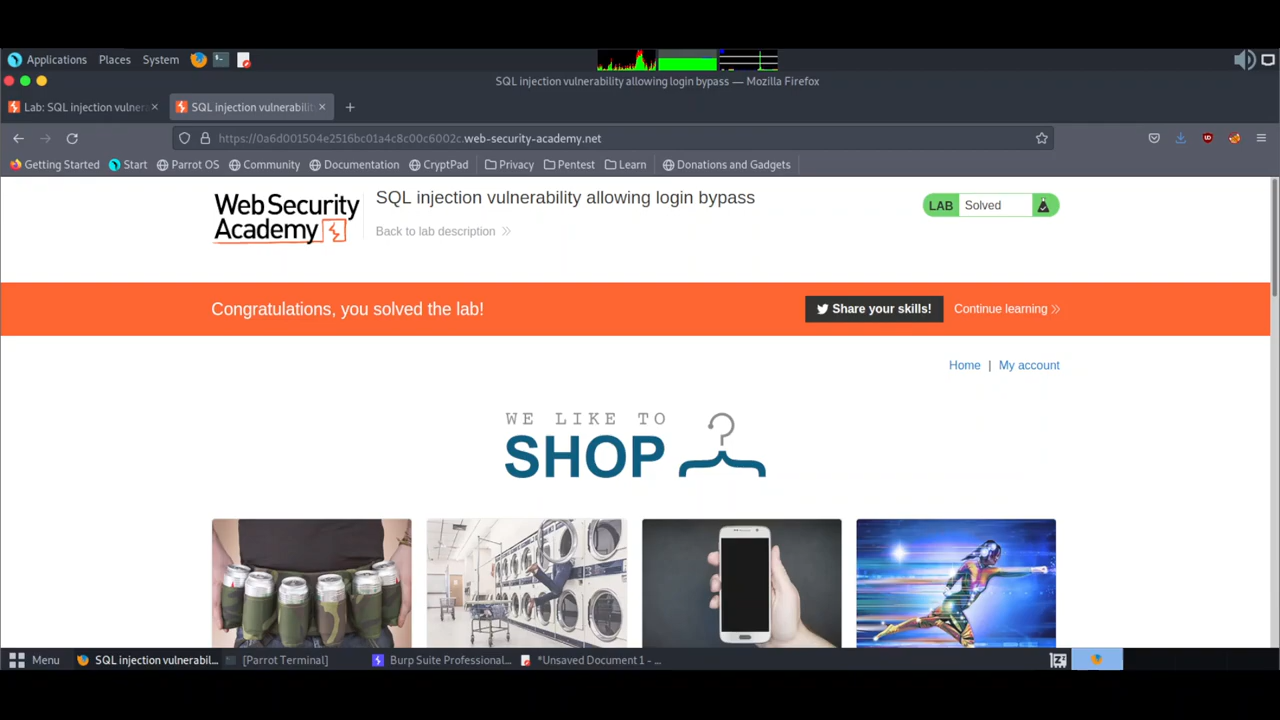 Applications Places System
SQL injection vulnerability allowing login bypass — Mozilla Firefox
Lab: SQL injection vulner
SQL injection vulnerabilit
https://0a6d001504e2516bc01a4c8c00c6002c.web-security-academy.net
Getting Started Start Parrot OS Community Documentation CryptPad Privacy Pentest Learn Donations and Gadgets
WebSecurity
Academy
SQL injection vulnerability allowing login bypass
Back to lab description
LAB Solved
Congratulations, you solved the lab!
Share your skills!
Continue learning
Home | My account
WE LIKE TO
SHOP
Menu SQL injection vulnerabil... [Parrot Terminal] Burp Suite Professional... *Unsaved Document 1 - ...